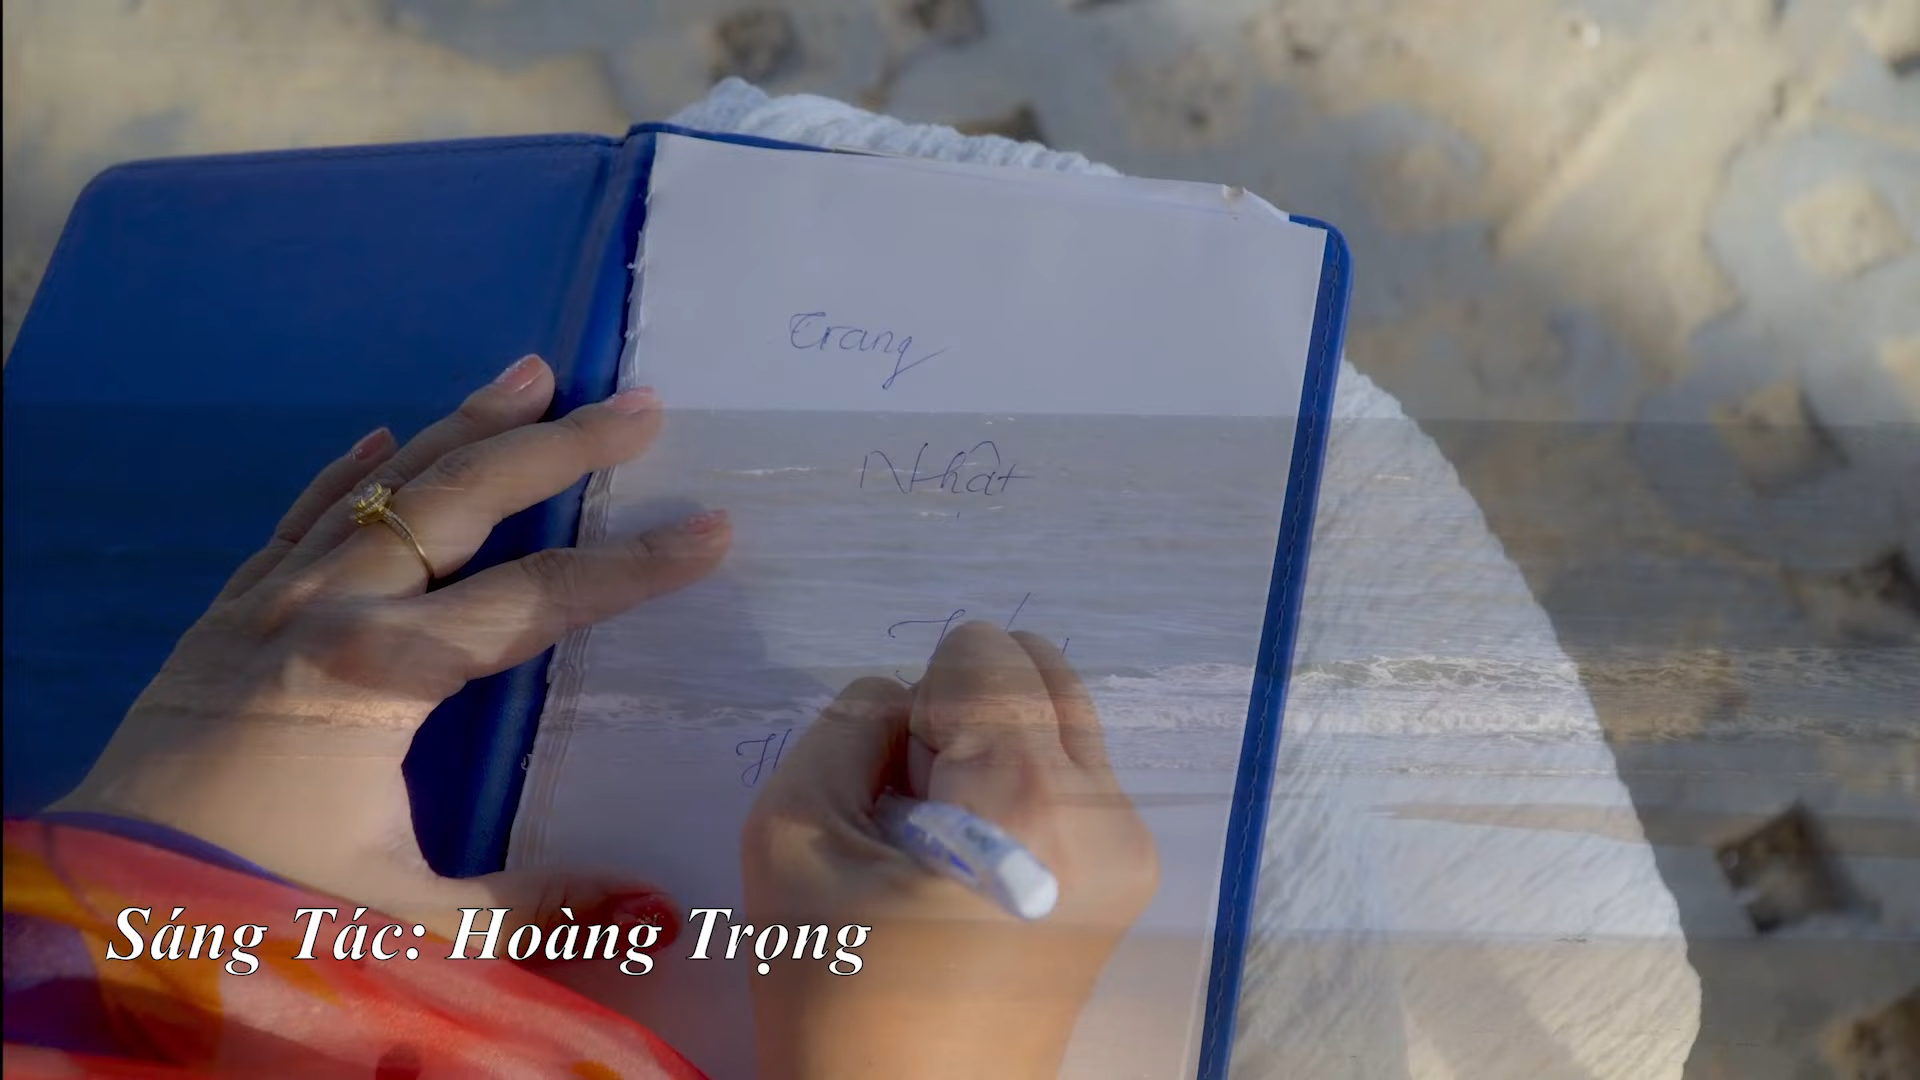 Trang
Nhật
Sáng Tác: Hoàng Trọng